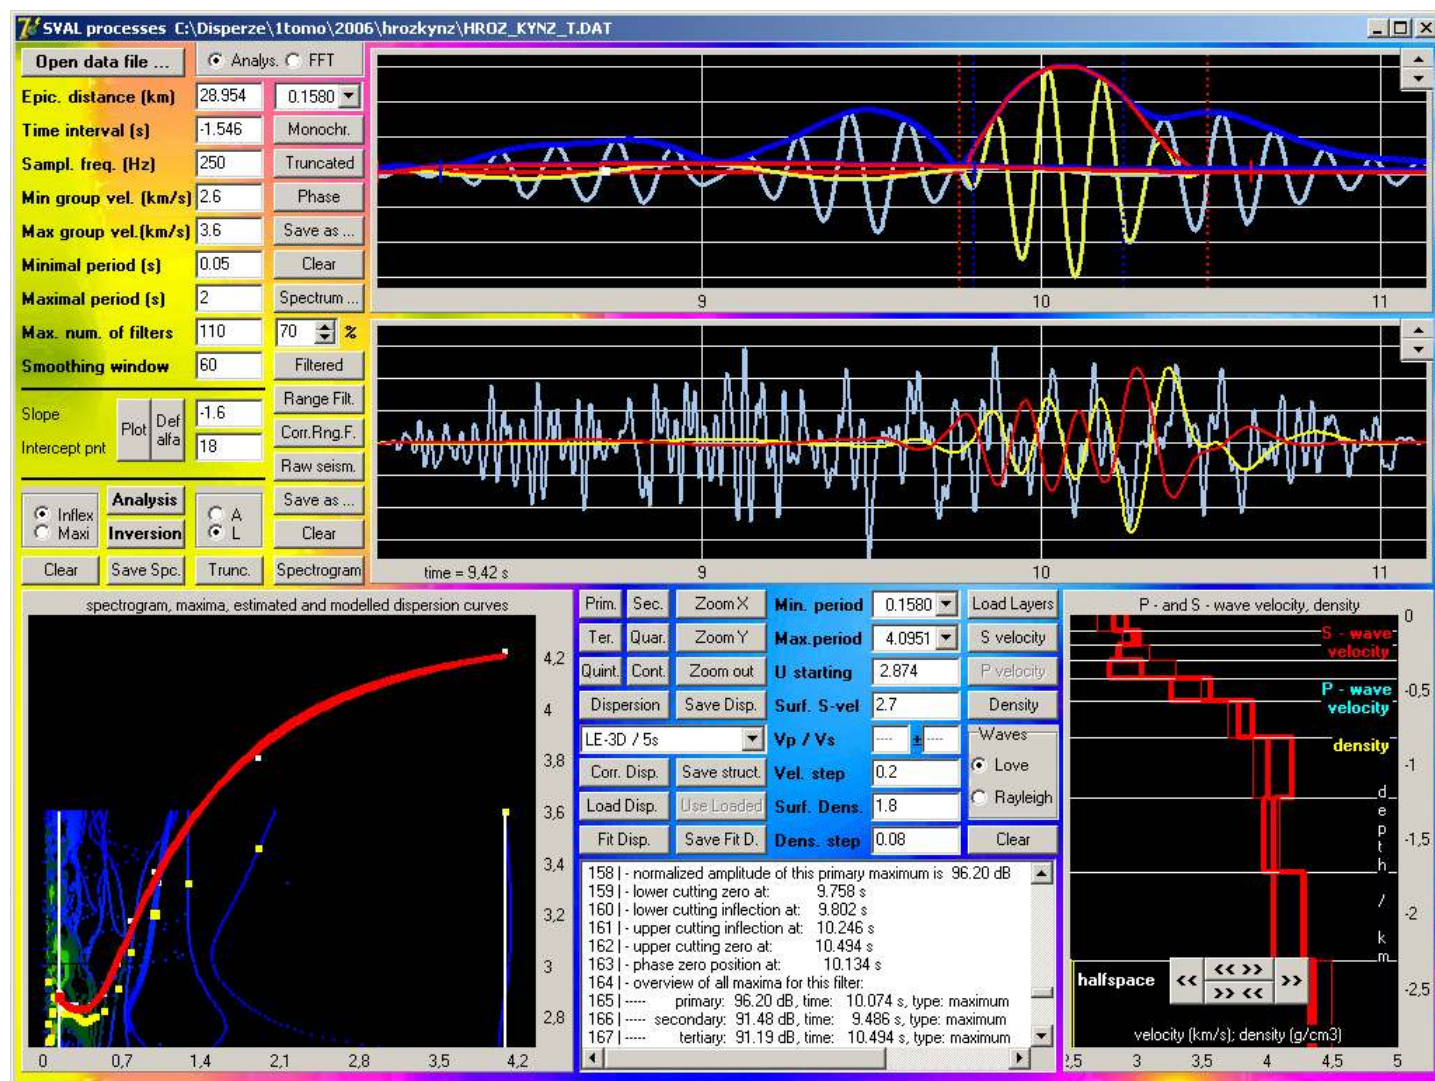 SVAL processes C:\Disperze\1tomo\2006\hrozkynz\HROZ_KYNZ_T.DAT
Open data file ...
Analys. FFT
Epic. distance (km) 28.954 0.1580
Time interval (s) -1.546 Monochr.
Sampl. freq. (Hz) 250 Truncated
Min group vel. (km/s) 2.6 Phase
Max group vel.(km/s) 3.6 Save as ...
Minimal period (s) 0.05 Clear
Maximal period (s) 2 Spectrum ...
Max. num. of filters 110 70 %
Smoothing window 60 Filtered
Slope -1.6 Range Filt.
Plot Def alfa
Intercept pnt 18 Corr.Rng.F.
Raw seism.
Inflex Analysis A Save as ...
Maxi Inversion L Clear
Clear Save Spc. Trunc. Spectrogram
9 10 11
time = 9,42 s 9 10 11
spectrogram, maxima, estimated and modelled dispersion curves
4,2
4
3,8
3,6
3,4
3,2
3
2,8
0 0,7 1,4 2,1 2,8 3,5 4,2
Prim. Sec. Zoom X Min. period 0.1580 Load Layers
Ter. Quar. Zoom Y Max.period 4.0951 S velocity
Quint. Cont. Zoom out U starting 2.874 P velocity
Dispersion Save Disp. Surf. S-vel 2.7 Density
LE-3D / 5s Vp / Vs ---- ± ---- Waves
Corr. Disp. Save struct. Vel. step 0.2 Love
Load Disp. Use Loaded Surf. Dens. 1.8 Rayleigh
Fit Disp. Save Fit D. Dens. step 0.08 Clear
158 | - normalized amplitude of this primary maximum is 96.20 dB
159 | - lower cutting zero at: 9.758 s
160 | - lower cutting inflection at: 9.802 s
161 | - upper cutting inflection at: 10.246 s
162 | - upper cutting zero at: 10.494 s
163 | - phase zero position at: 10.134 s
164 | - overview of all maxima for this filter:
165 | ----- primary: 96.20 dB, time: 10.074 s, type: maximum
166 | ----- secondary: 91.48 dB, time: 9.486 s, type: maximum
167 | ----- tertiary: 91.19 dB, time: 10.494 s, type: maximum
P - and S - wave velocity, density
S - wave velocity
P - wave velocity
density
depth / km
0
-0,5
-1
-1,5
-2
-2,5
halfspace << << >> >> << >>
velocity (km/s); density (g/cm3)
2,5 3 3,5 4 4,5 5